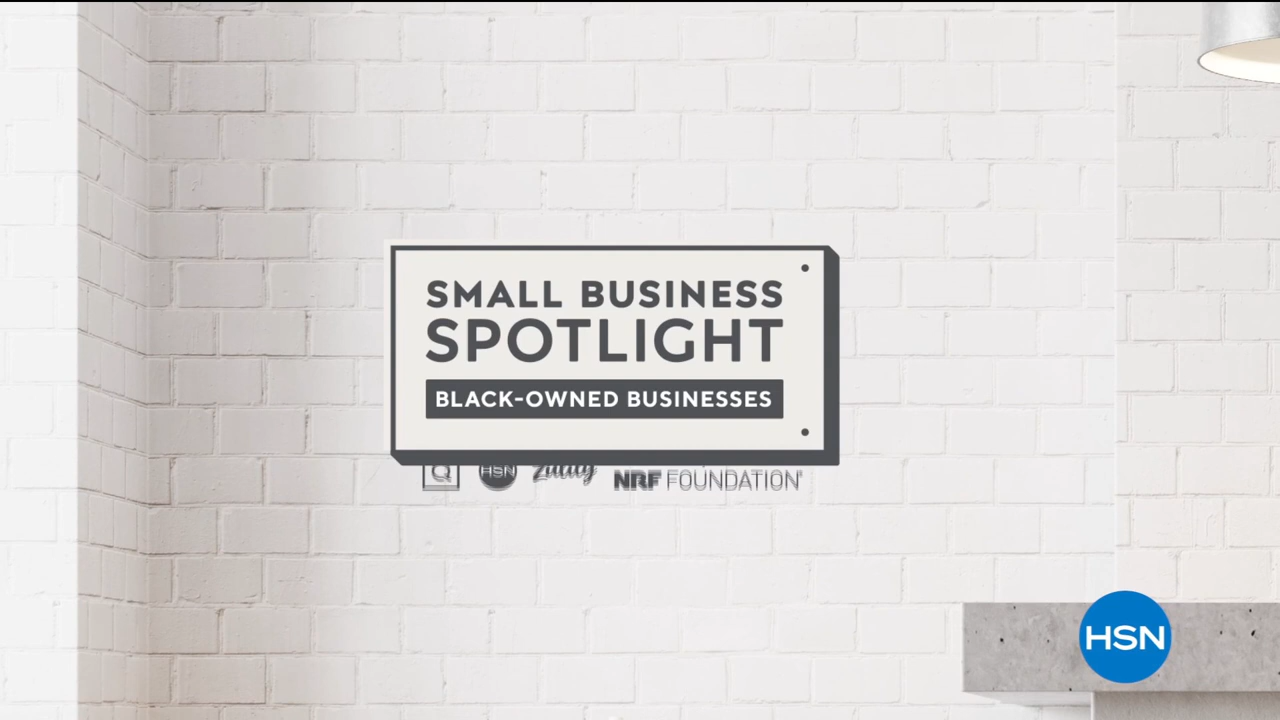 SMALL BUSINESS
SPOTLIGHT
BLACK-OWNED BUSINESSES
Q HSN zulily NRF FOUNDATION
HSN